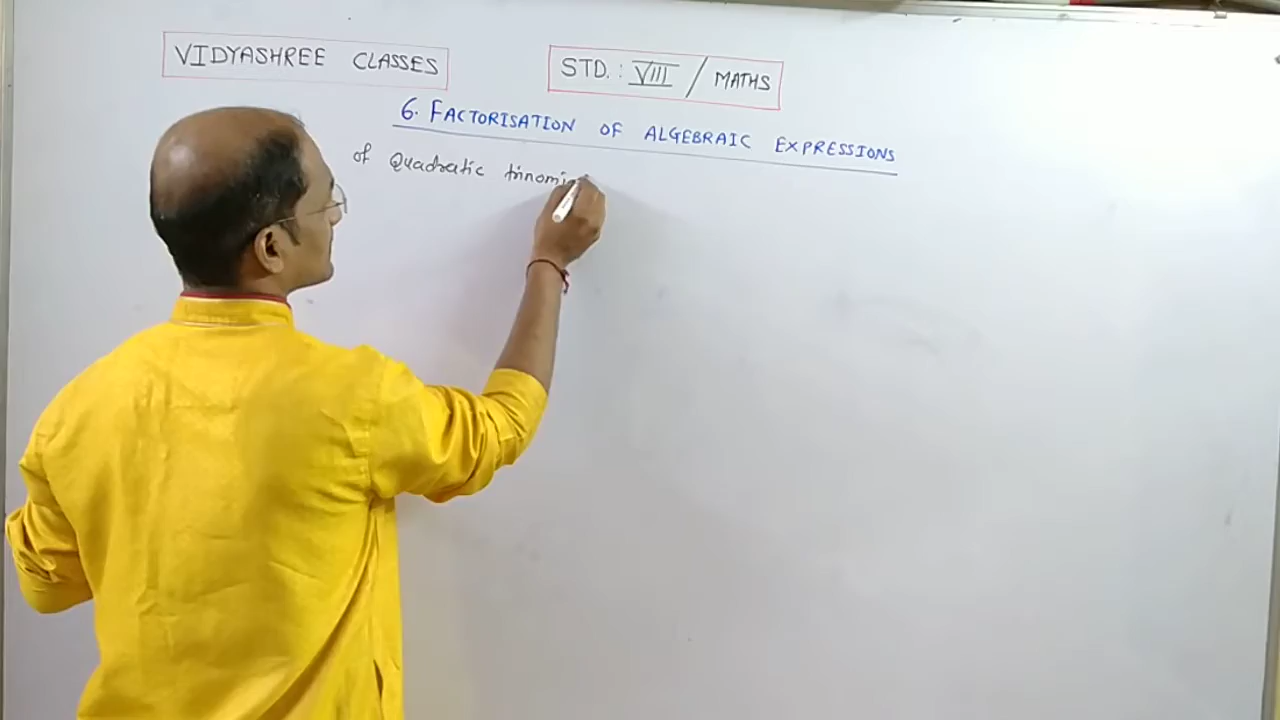 VIDYASHREE CLASSES
STD. : VIII / MATHS
6. FACTORISATION OF ALGEBRAIC EXPRESSIONS
of Quadratic